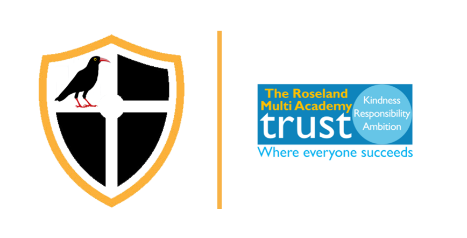 The Roseland
Multi Academy
trust
Kindness
Responsibility
Ambition
Where everyone succeeds